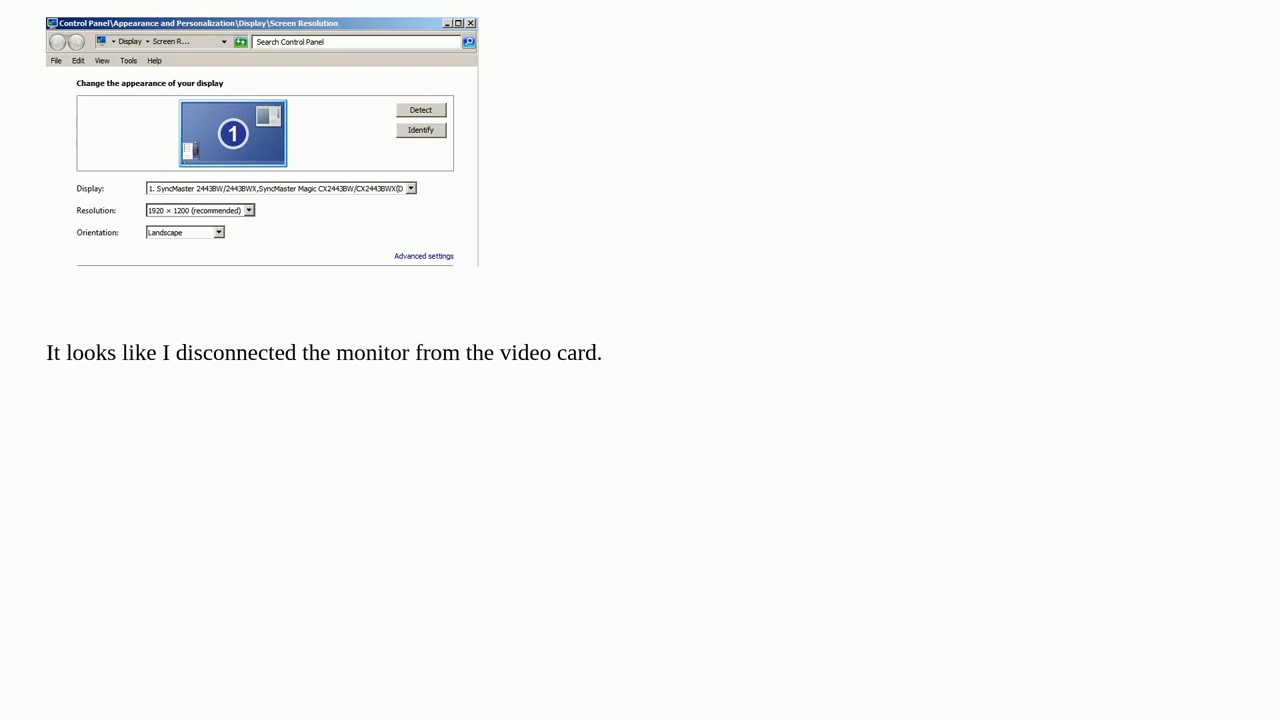 Control Panel\Appearance and Personalization\Display\Screen Resolution
Display Screen R... Search Control Panel
File Edit View Tools Help
Change the appearance of your display
1
Detect
Identify
Display: 1. SyncMaster 2443BW/2443BWX,SyncMaster Magic CX2443BW/CX2443BWX(D
Resolution: 1920 × 1200 (recommended)
Orientation: Landscape
Advanced settings
It looks like I disconnected the monitor from the video card.